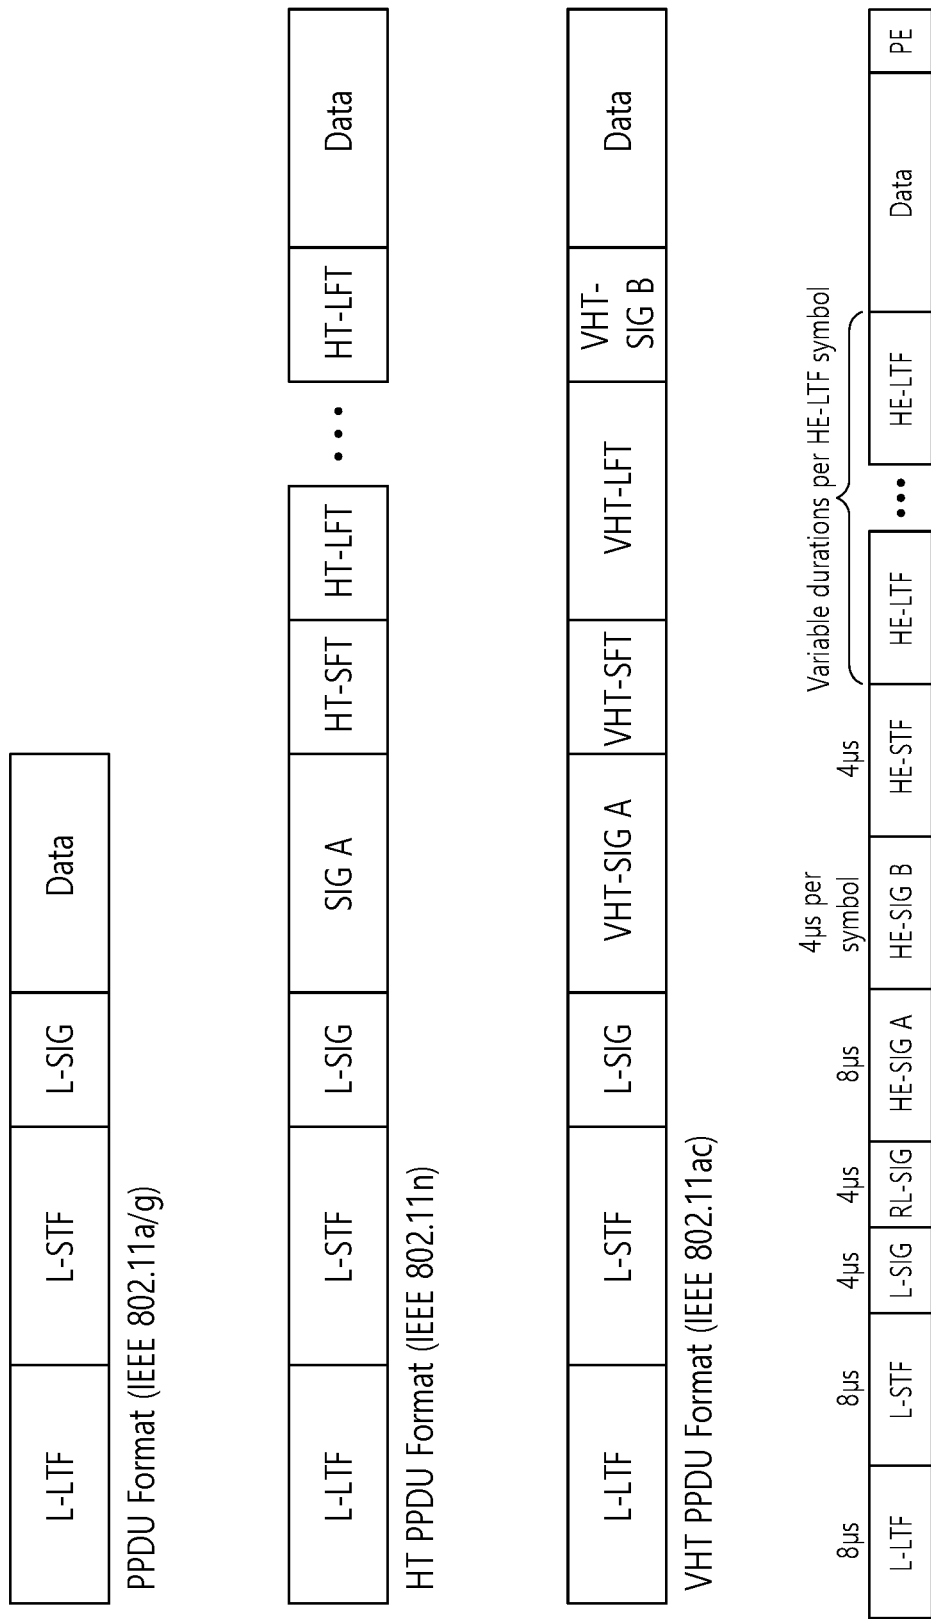 L-LTF
L-STF
L-SIG
Data
PPDU Format (IEEE 802.11a/g)
L-LTF
L-STF
L-SIG
SIG A
HT-SFT
HT-LFT
•••
HT-LFT
Data
HT PPDU Format (IEEE 802.11n)
L-LTF
L-STF
L-SIG
VHT-SIG A
VHT-SFT
VHT-LFT
VHT-
SIG B
Data
VHT PPDU Format (IEEE 802.11ac)
8μs
8μs
4μs
4μs
8μs
4μs per
symbol
4μs
Variable durations per HE-LTF symbol
L-LTF
L-STF
L-SIG
RL-SIG
HE-SIG A
HE-SIG B
HE-STF
HE-LTF
•••
HE-LTF
Data
PE